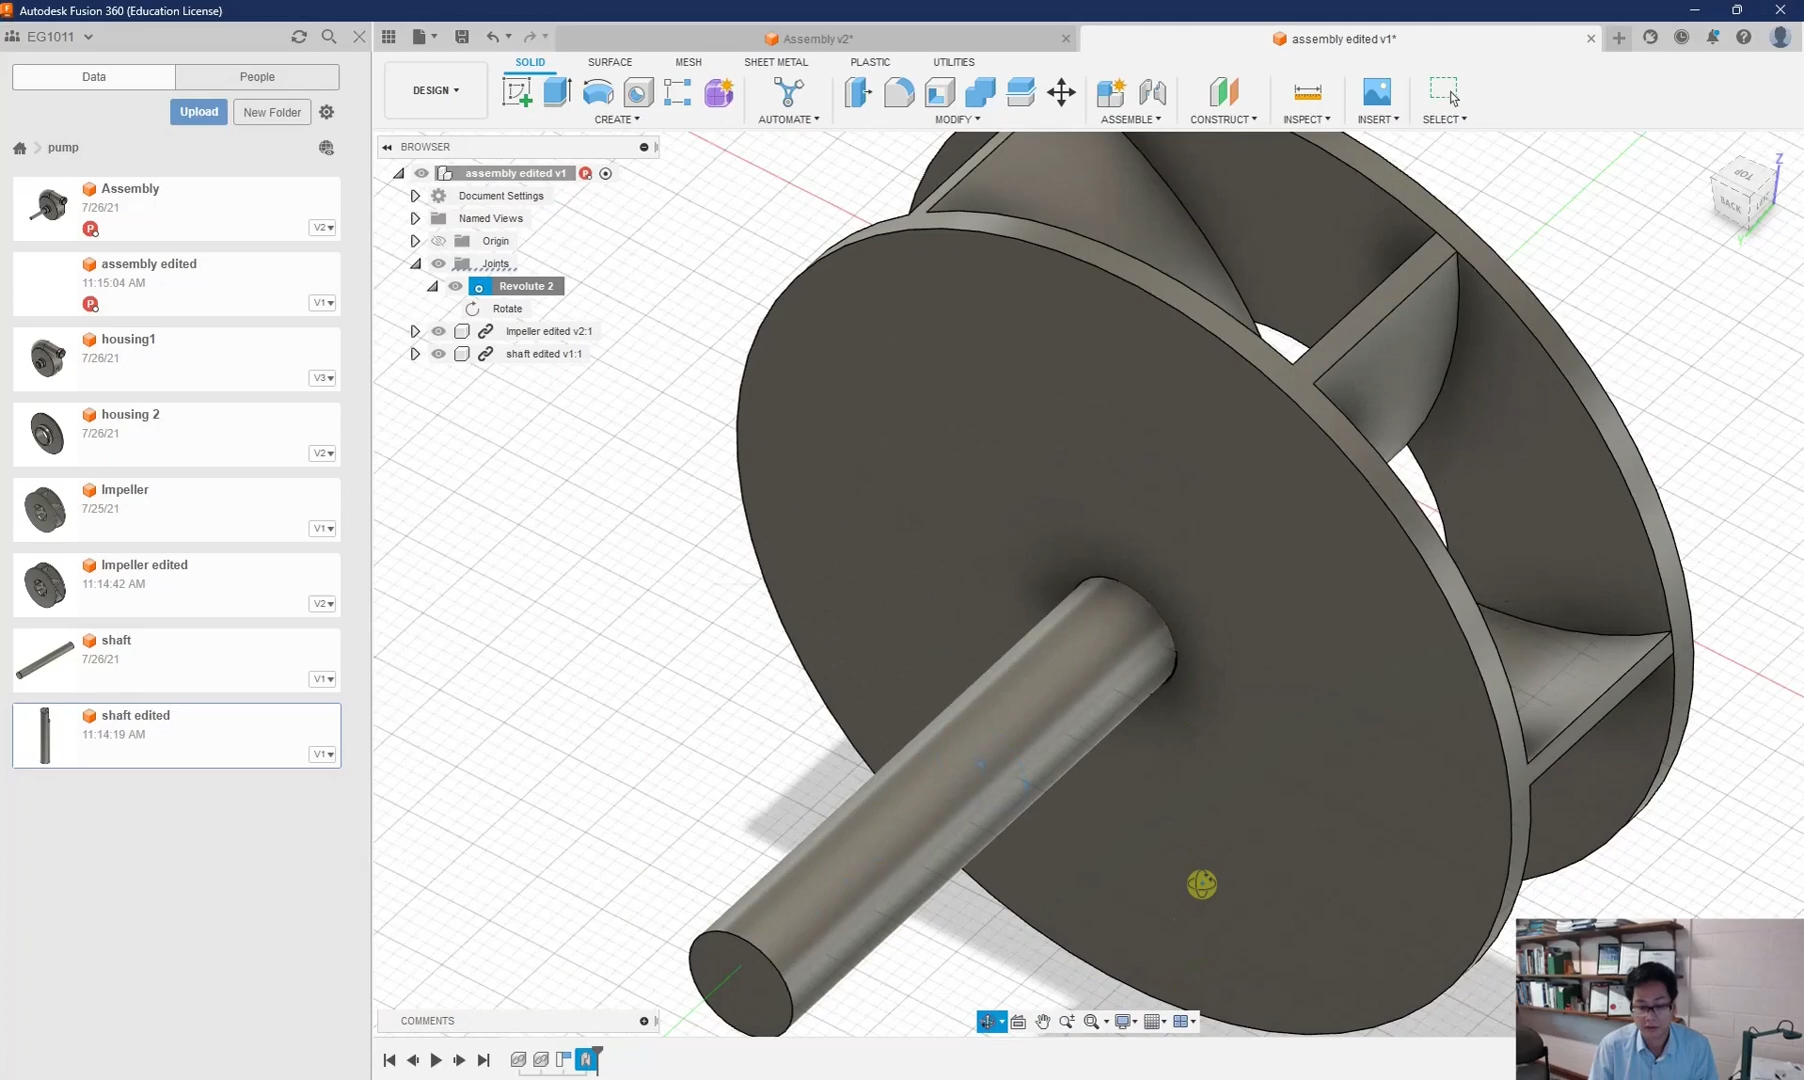 Autodesk Fusion 360 (Education License)
EG1011
Assembly v2*
assembly edited v1*
Data
People
Upload
New Folder
pump
Assembly
7/26/21
V2
assembly edited
11:15:04 AM
V1
housing1
7/26/21
V3
housing 2
7/26/21
V2
Impeller
7/25/21
V1
Impeller edited
11:14:42 AM
V2
shaft
7/26/21
V1
shaft edited
11:14:19 AM
V1
DESIGN
SOLID
SURFACE
MESH
SHEET METAL
PLASTIC
UTILITIES
CREATE
AUTOMATE
MODIFY
ASSEMBLE
CONSTRUCT
INSPECT
INSERT
SELECT
BROWSER
assembly edited v1
Document Settings
Named Views
Origin
Joints
Revolute 2
Rotate
Impeller edited v2:1
shaft edited v1:1
Z
TOP
BACK
Y
COMMENTS